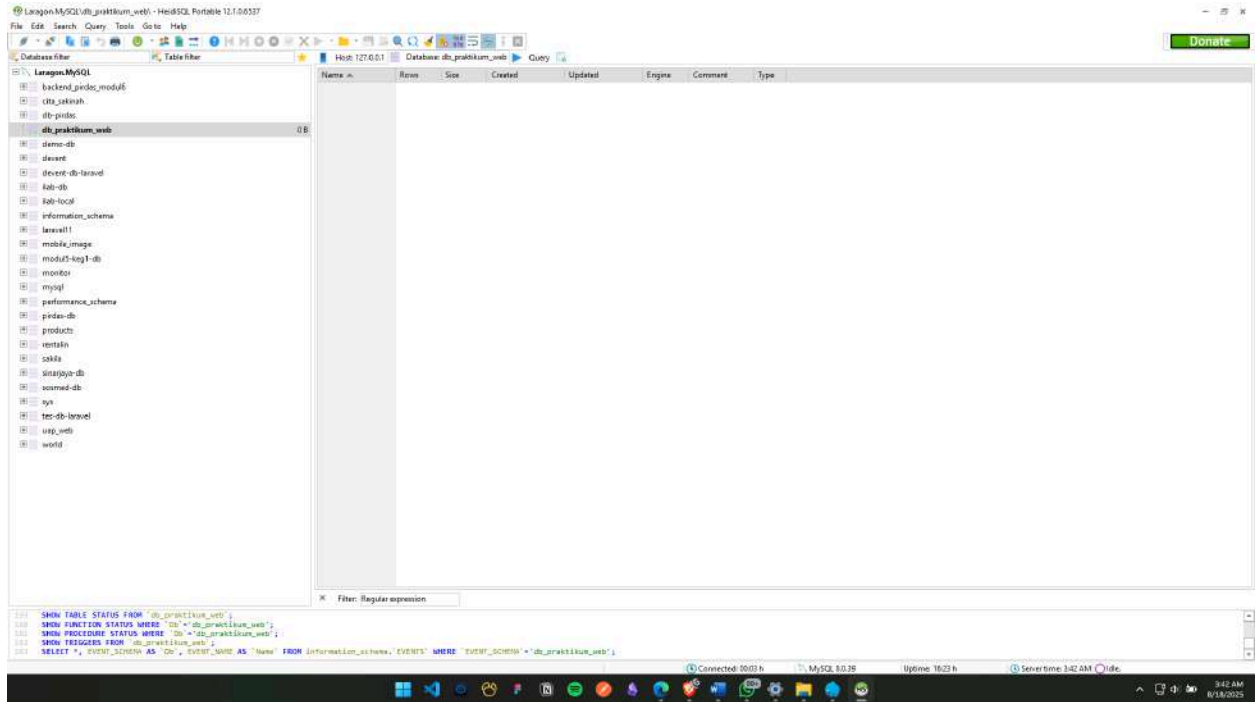 Laragon.MySQL\db_praktikum_web\ - HeidiSQL Portable 12.1.0.6537
File Edit Search Query Tools Go to Help
Donate
Database filter Table filter Host: 127.0.0.1 Database: db_praktikum_web Query
Laragon.MySQL
backend_pirdas_modul6
cita_sakinah
db-pirdas
db_praktikum_web 0 B
demo-db
devent
devent-db-laravel
ilab-db
ilab-local
information_schema
laravel11
mobile_image
modul5-keg1-db
monitor
mysql
performance_schema
pirdas-db
products
rentalin
sakila
sinarjaya-db
sosmed-db
sys
tes-db-laravel
uap_web
world
Name Rows Size Created Updated Engine Comment Type
Filter: Regular expression
SHOW TABLE STATUS FROM `db_praktikum_web`;
SHOW FUNCTION STATUS WHERE `Db`='db_praktikum_web';
SHOW PROCEDURE STATUS WHERE `Db`='db_praktikum_web';
SHOW TRIGGERS FROM `db_praktikum_web`;
SELECT *, EVENT_SCHEMA AS `Db`, EVENT_NAME AS `Name` FROM information_schema.`EVENTS` WHERE `EVENT_SCHEMA`='db_praktikum_web';
Connected: 00:03 h MySQL 8.0.39 Uptime: 16:23 h Server time: 3:42 AM Idle.
99+
3:42 AM
8/18/2025